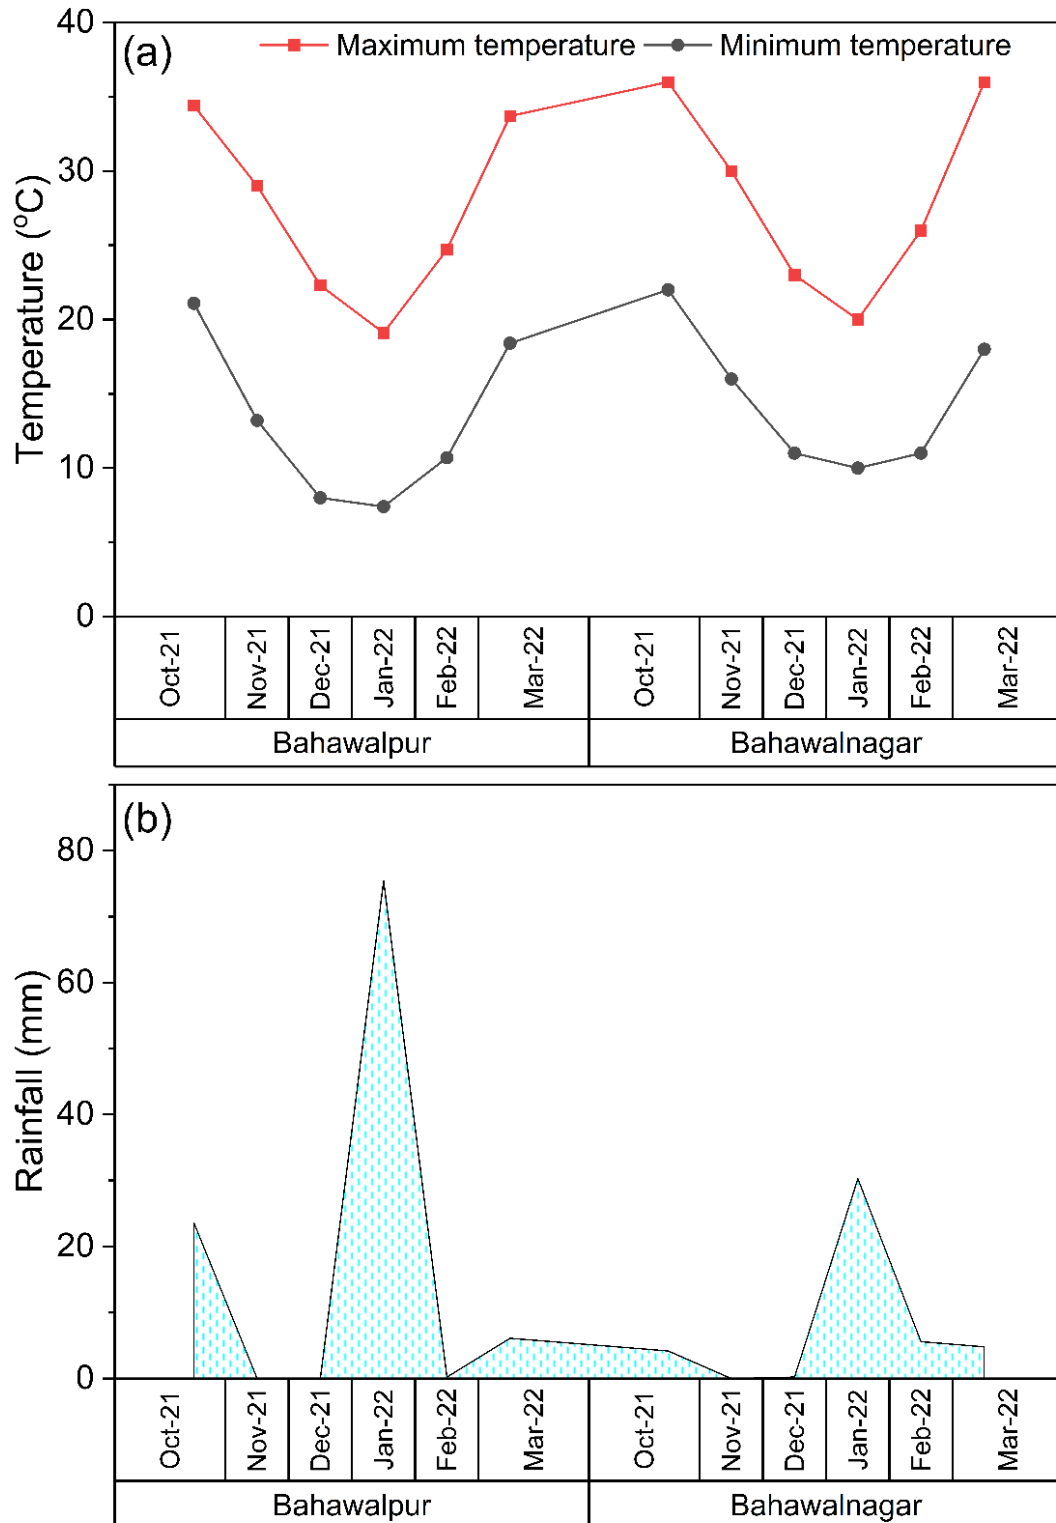 (a)
Maximum temperature Minimum temperature
40
30
20
10
0
Temperature (°C)
Oct-21 Nov-21 Dec-21 Jan-22 Feb-22 Mar-22 Oct-21 Nov-21 Dec-21 Jan-22 Feb-22 Mar-22
Bahawalpur Bahawalnagar
(b)
80
60
40
20
0
Rainfall (mm)
Oct-21 Nov-21 Dec-21 Jan-22 Feb-22 Mar-22 Oct-21 Nov-21 Dec-21 Jan-22 Feb-22 Mar-22
Bahawalpur Bahawalnagar